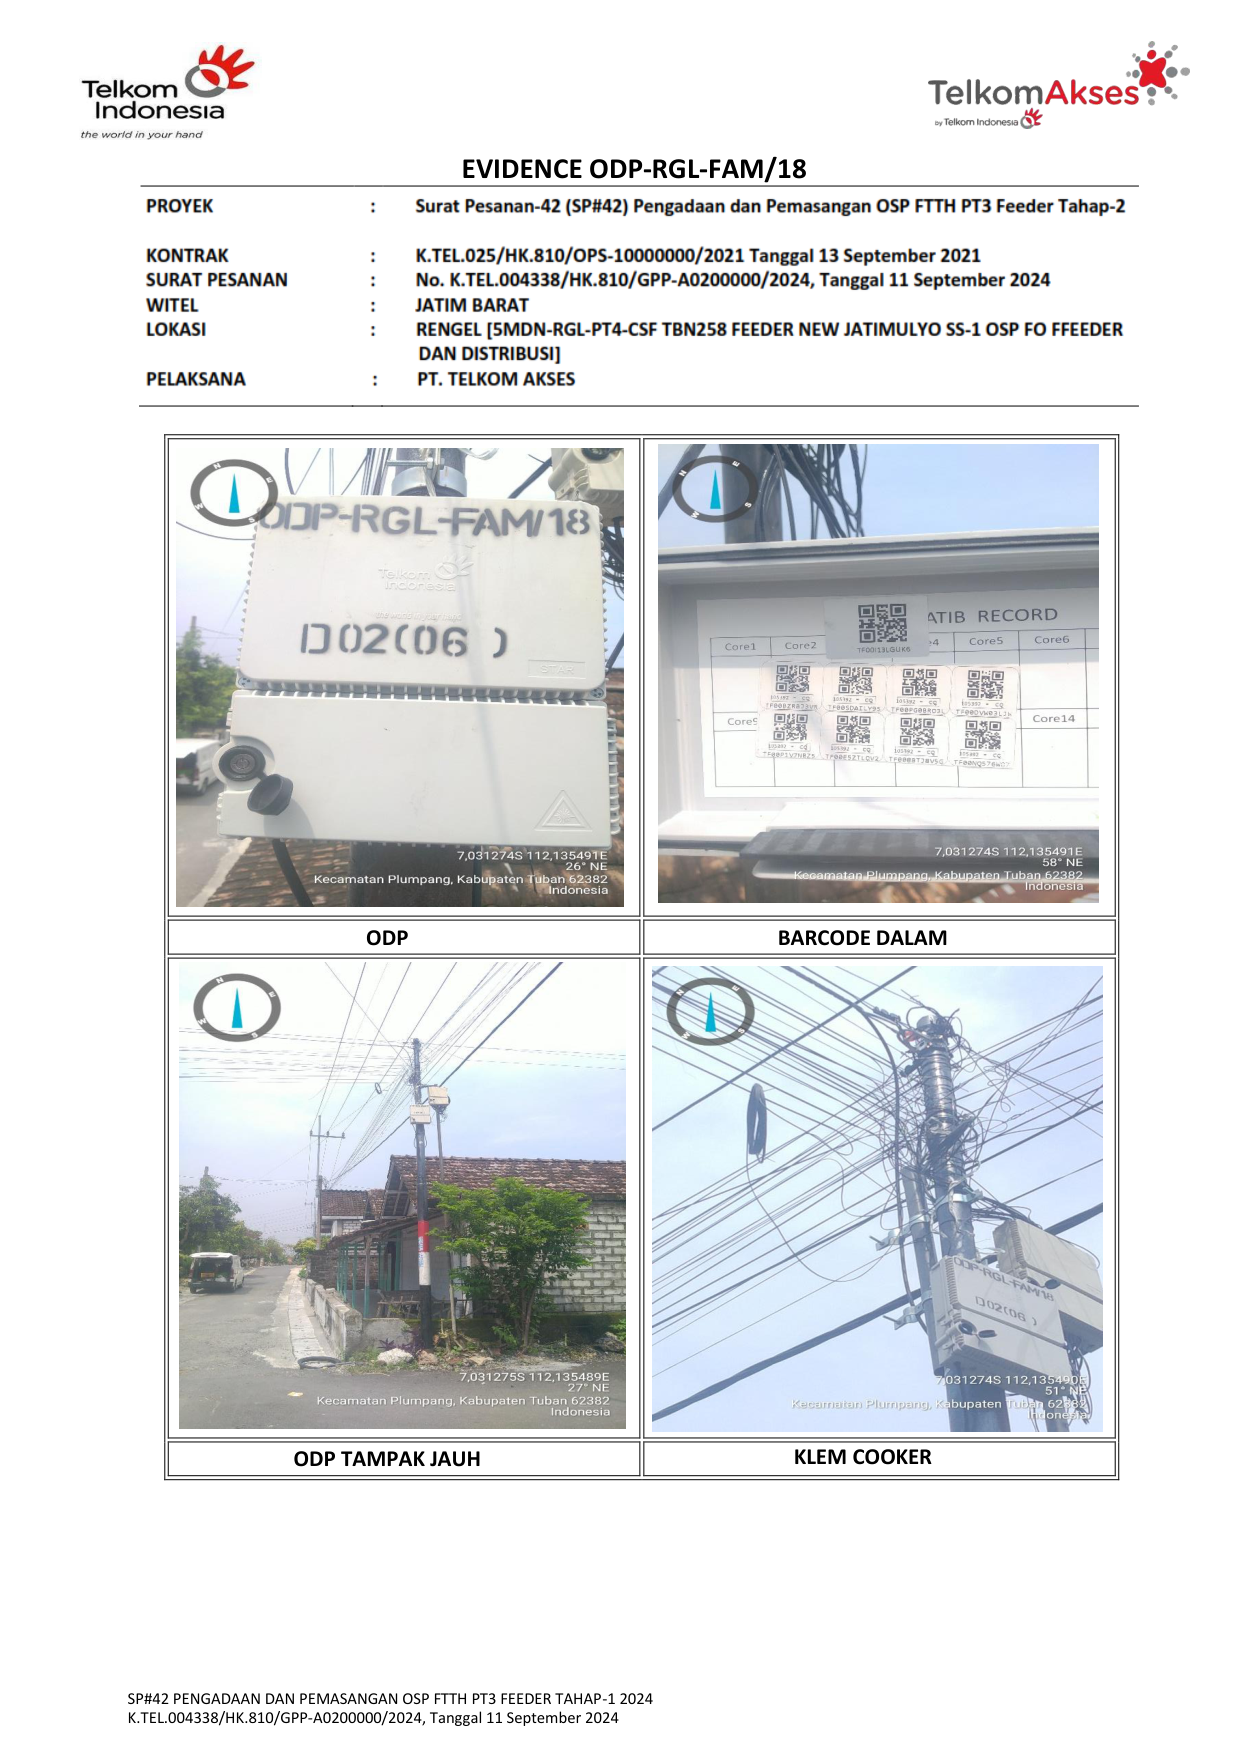 Telkom
Indonesia
the world in your hand
TelkomAkses
by Telkom Indonesia
EVIDENCE ODP-RGL-FAM/18
PROYEK : Surat Pesanan-42 (SP#42) Pengadaan dan Pemasangan OSP FTTH PT3 Feeder Tahap-2
KONTRAK : K.TEL.025/HK.810/OPS-10000000/2021 Tanggal 13 September 2021
SURAT PESANAN : No. K.TEL.004338/HK.810/GPP-A0200000/2024, Tanggal 11 September 2024
WITEL : JATIM BARAT
LOKASI : RENGEL [5MDN-RGL-PT4-CSF TBN258 FEEDER NEW JATIMULYO SS-1 OSP FO FFEEDER
DAN DISTRIBUSI]
PELAKSANA : PT. TELKOM AKSES
ODP-RGL-FAM/18
Telkom
Indonesia
D02(06 )
7,031274S 112,135491E
26° NE
Kecamatan Plumpang, Kabupaten Tuban 62382
Indonesia
ATIB RECORD
Core1 Core2 Core5 Core6
Core14
7,031274S 112,135491E
58° NE
Kecamatan Plumpang, Kabupaten Tuban 62382
Indonesia
ODP
BARCODE DALAM
7,031275S 112,135489E
27° NE
Kecamatan Plumpang, Kabupaten Tuban 62382
Indonesia
ODP-RGL-FAM/18
D02(06 )
7,031274S 112,135490E
51° NE
Kecamatan Plumpang, Kabupaten Tuban 62382
Indonesia
ODP TAMPAK JAUH
KLEM COOKER
SP#42 PENGADAAN DAN PEMASANGAN OSP FTTH PT3 FEEDER TAHAP-1 2024
K.TEL.004338/HK.810/GPP-A0200000/2024, Tanggal 11 September 2024